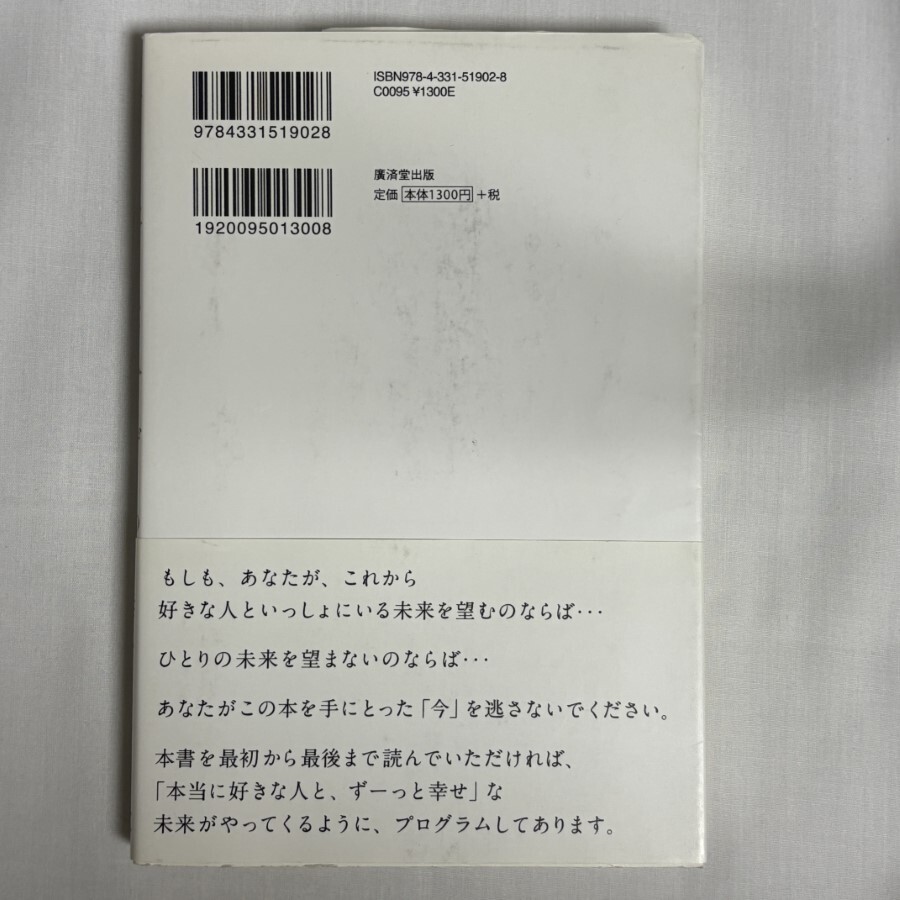 9784331519028
ISBN978-4-331-51902-8
C0095 ¥1300E
1920095013008
廣済堂出版
定価 本体1300円 +税
もしも、あなたが、これから
好きな人といっしょにいる未来を望むのならば･･･
ひとりの未来を望まないのならば･･･
あなたがこの本を手にとった「今」を逃さないでください。
本書を最初から最後まで読んでいただければ、
「本当に好きな人と、ずーっと幸せ」な
未来がやってくるように、プログラムしてあります。